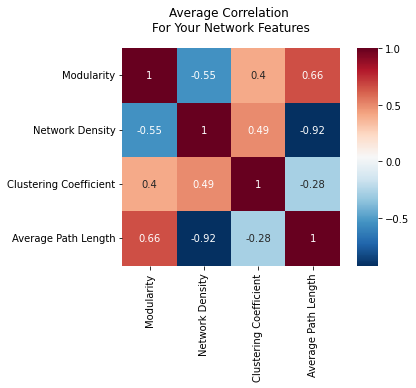 Average Correlation
For Your Network Features
Modularity
Network Density
Clustering Coefficient
Average Path Length
1 -0.55 0.4 0.66
-0.55 1 0.49 -0.92
0.4 0.49 1 -0.28
0.66 -0.92 -0.28 1
Modularity
Network Density
Clustering Coefficient
Average Path Length
1.0
0.5
0.0
−0.5